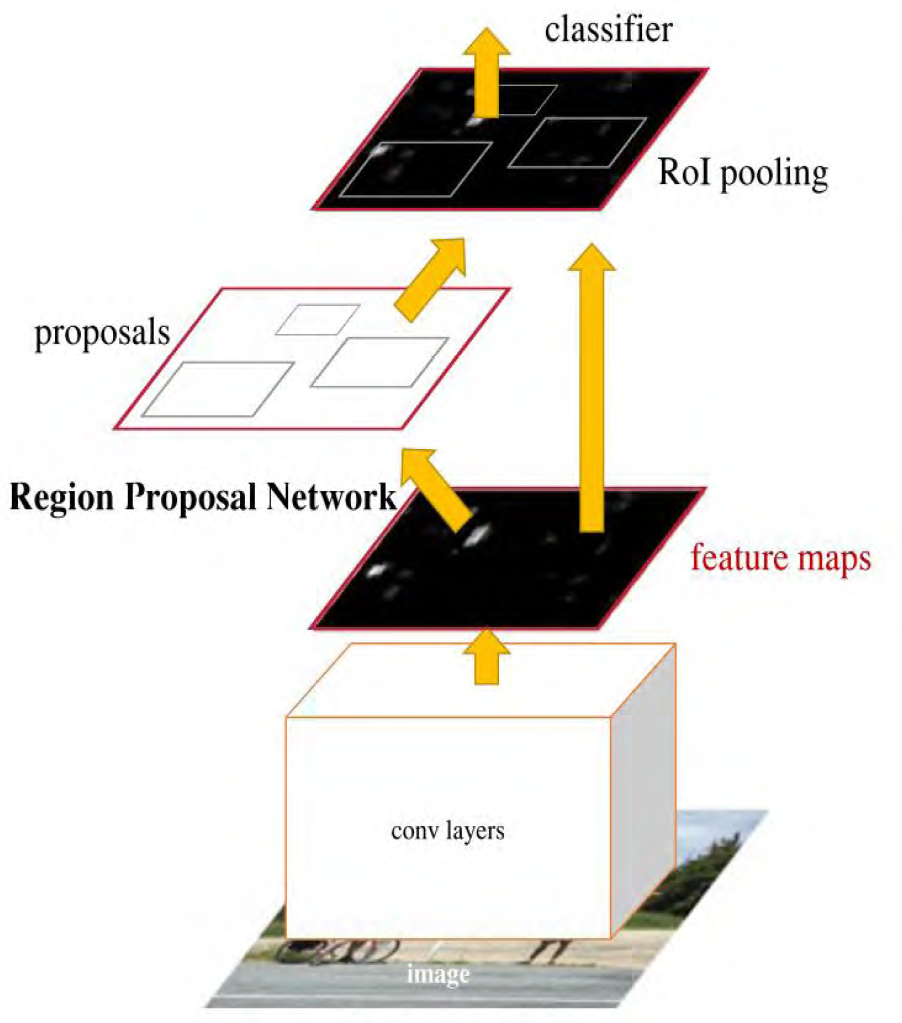 classifier
RoI pooling
proposals
Region Proposal Network
feature maps
conv layers
image